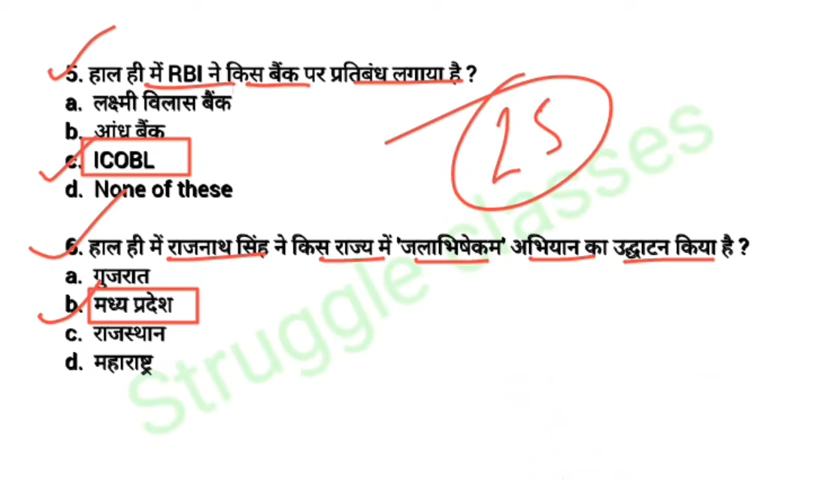 5. हाल ही में RBI ने किस बैंक पर प्रतिबंध लगाया है ?
a. लक्ष्मी विलास बैंक
b. आंध्र बैंक
c. ICOBL
d. None of these
25
6. हाल ही में राजनाथ सिंह ने किस राज्य में 'जलाभिषेकम' अभियान का उद्घाटन किया है ?
a. गुजरात
b. मध्य प्रदेश
c. राजस्थान
d. महाराष्ट्र
Struggle classes